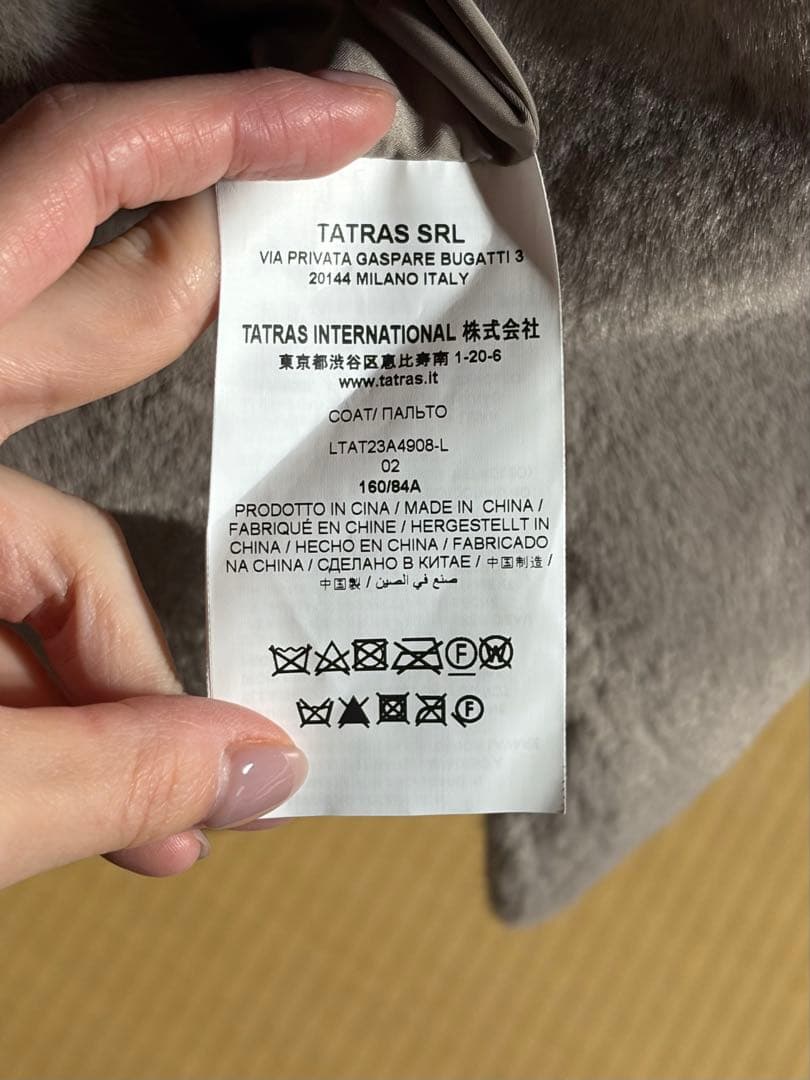 TATRAS SRL
VIA PRIVATA GASPARE BUGATTI 3
20144 MILANO ITALY
TATRAS INTERNATIONAL 株式会社
東京都渋谷区恵比寿南 1-20-6
www.tatras.it
COAT/ ПАЛЬТО
LTAT23A4908-L
02
160/84A
PRODOTTO IN CINA / MADE IN CHINA /
FABRIQUÉ EN CHINE / HERGESTELLT IN
CHINA / HECHO EN CHINA / FABRICADO
NA CHINA / СДЕЛАНО В КИТАЕ / 中国制造 /
中国製 / صنع في الصين
F W
F